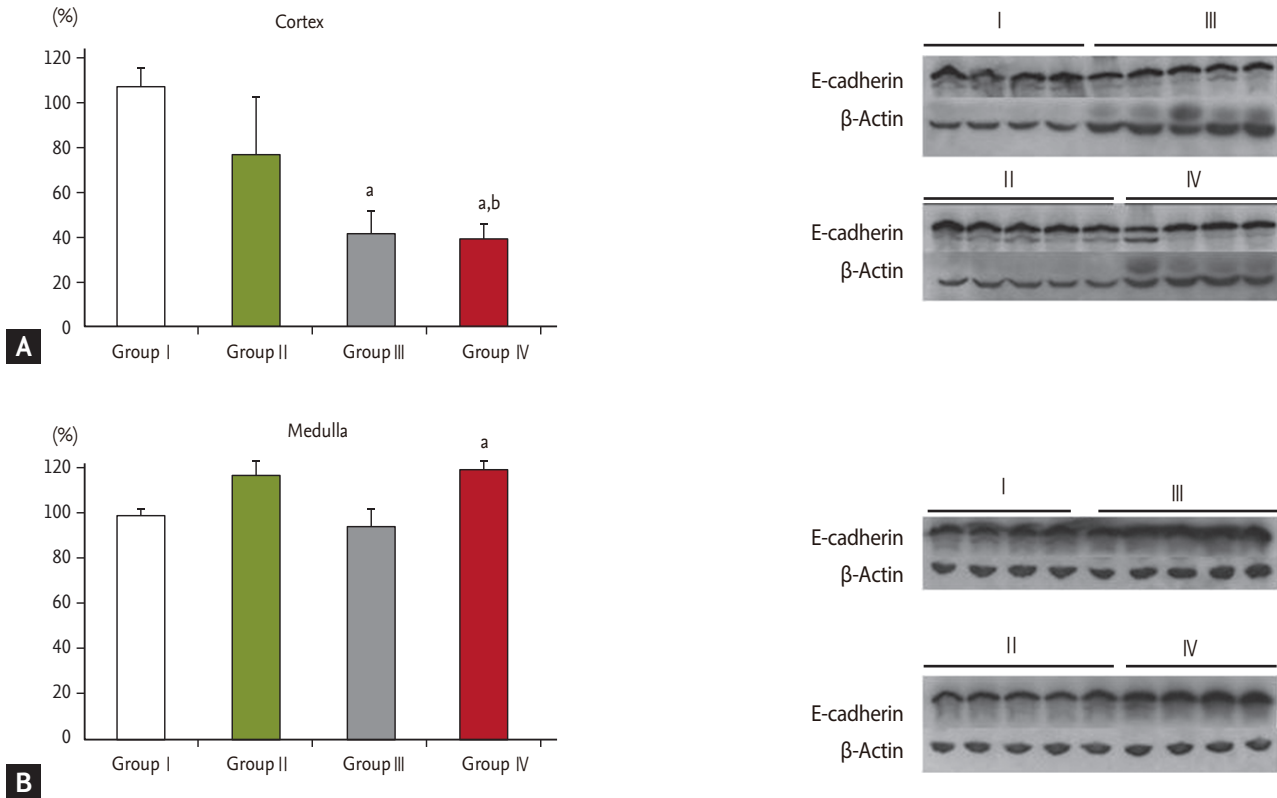 (%)
Cortex
120
100
80
60
40
20
0
a
a,b
Group Ⅰ
Group Ⅱ
Group Ⅲ
Group Ⅳ
A
Ⅰ
Ⅲ
E-cadherin
β-Actin
Ⅱ
Ⅳ
E-cadherin
β-Actin
(%)
Medulla
120
100
80
60
40
20
0
a
Group Ⅰ
Group Ⅱ
Group Ⅲ
Group Ⅳ
B
Ⅰ
Ⅲ
E-cadherin
β-Actin
Ⅱ
Ⅳ
E-cadherin
β-Actin